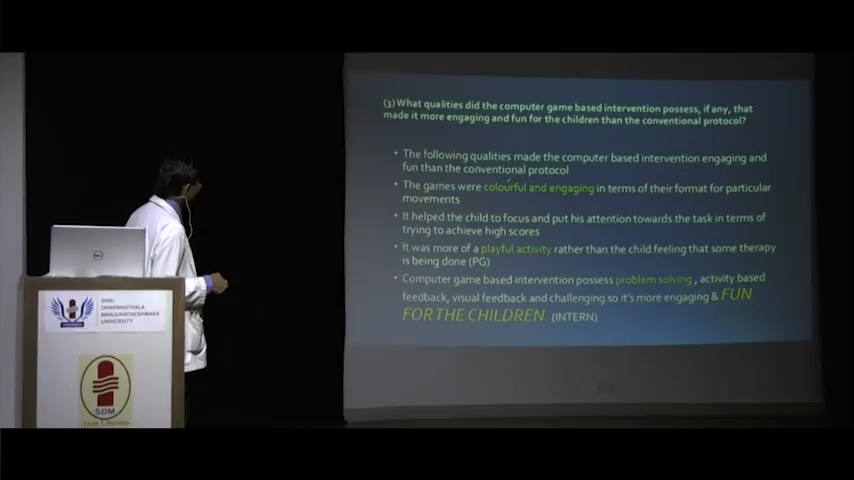 (3) What qualities did the computer game based intervention possess, if any, that
made it more engaging and fun for the children than the conventional protocol?
• The following qualities made the computer based intervention engaging and
fun than the conventional protocol
• The games were colourful and engaging in terms of their format for particular
movements
• It helped the child to focus and put his attention towards the task in terms of
trying to achieve high scores
• It was more of a playful activity rather than the child feeling that some therapy
is being done (PG)
• Computer game based intervention possess problem solving , activity based
feedback, visual feedback and challenging so it's more engaging & FUN
FOR THE CHILDREN. (INTERN)
DELL
SHRI
DHARMASTHALA
MANJUNATHESHWARA
UNIVERSITY
SDM